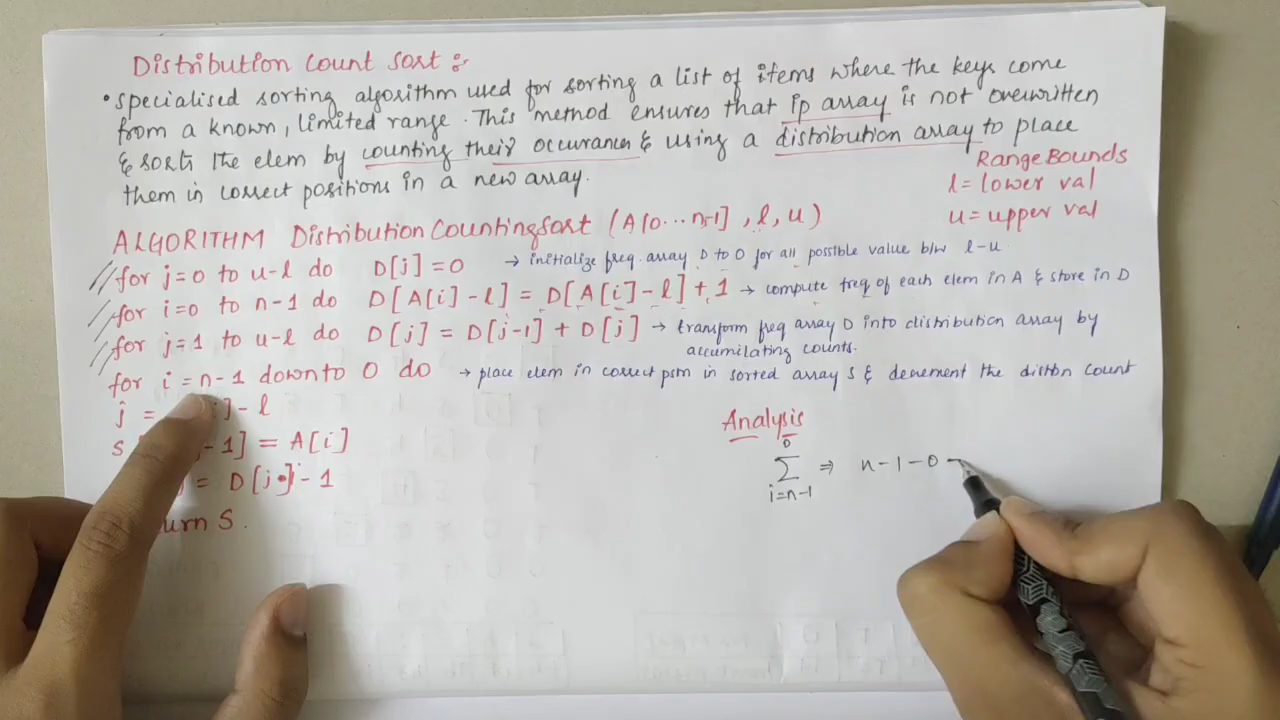 Distribution count sort :-
• specialised sorting algorithm used for sorting a list of items where the keys come
from a known, limited range. This method ensures that ip array is not overwritten
& sorts the elem by counting their occurances & using a distribution array to place
them in correct positions in a new array.
Range Bounds
l = lower val
u = upper val
ALGORITHM Distribution Counting Sort (A[0...n-1], l, u)
for j=0 to u-l do D[j]=0 → initialize freq. array D to 0 for all possible value b/w l-u
for i=0 to n-1 do D[A[i]-l] = D[A[i]-l]+1 → compute freq of each elem in A & store in D
for j=1 to u-l do D[j] = D[j-1] + D[j] → transform freq array D into distribution array by
accumilating counts.
for i=n-1 downto 0 do → place elem in correct psn in sorted array S & decrement the distbn count
j = ]-l
S -1] = A[i]
= D[j]-1
S.
Analysis
0
Σ ⇒ n-1-0
i=n-1